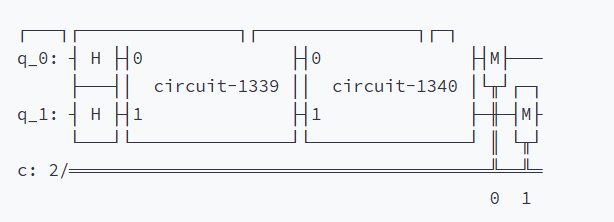 q_0: H 0 0 M
circuit-1339 circuit-1340
q_1: H 1 1 M
c: 2/
0 1